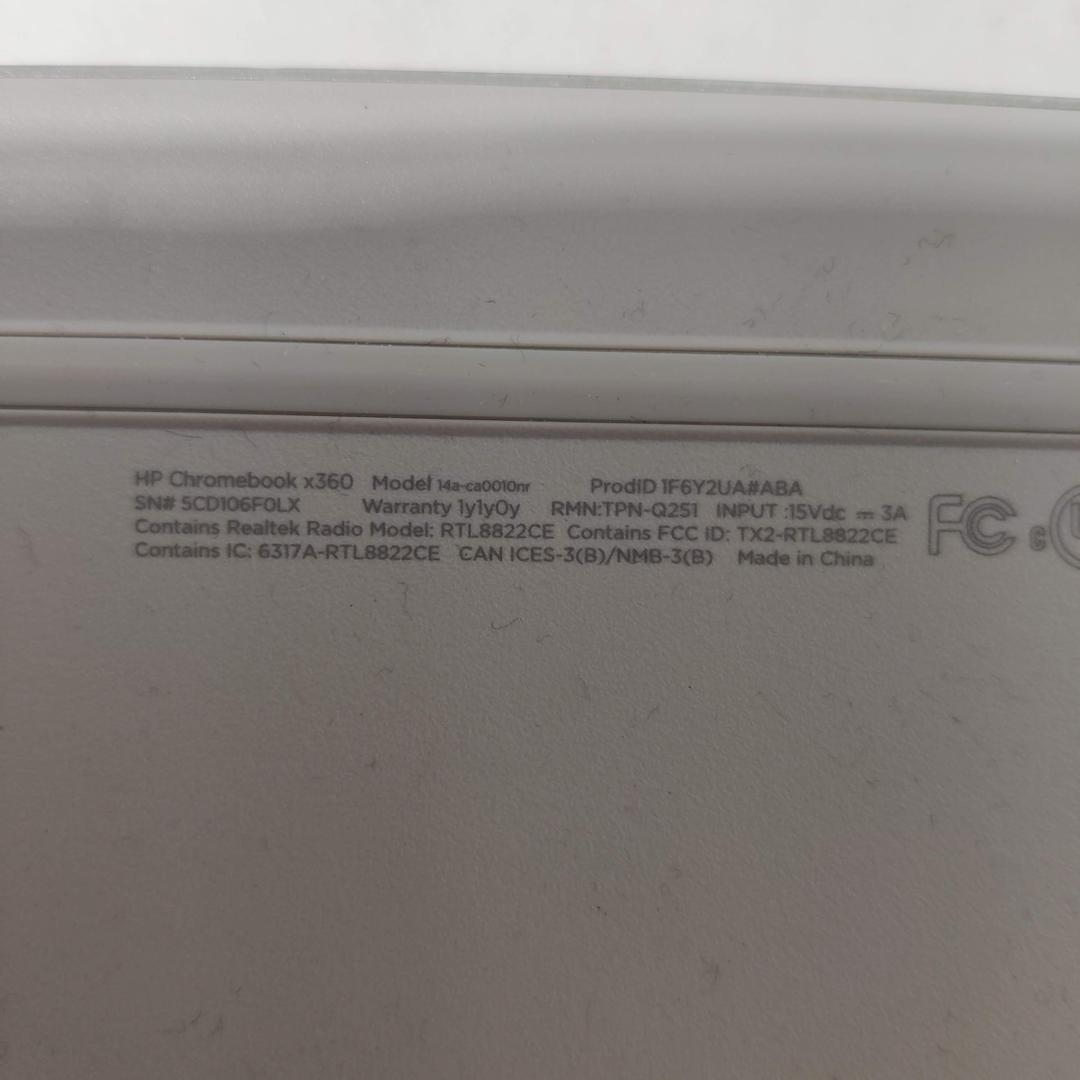 HP Chromebook x360 Model 14a-ca0010nr ProdID 1F6Y2UA#ABA
SN# 5CD106F0LX Warranty 1y1y0y RMN:TPN-Q251 INPUT :15Vdc ⎓ 3A
Contains Realtek Radio Model: RTL8822CE Contains FCC ID: TX2-RTL8822CE
Contains IC: 6317A-RTL8822CE CAN ICES-3(B)/NMB-3(B) Made in China
FC
c